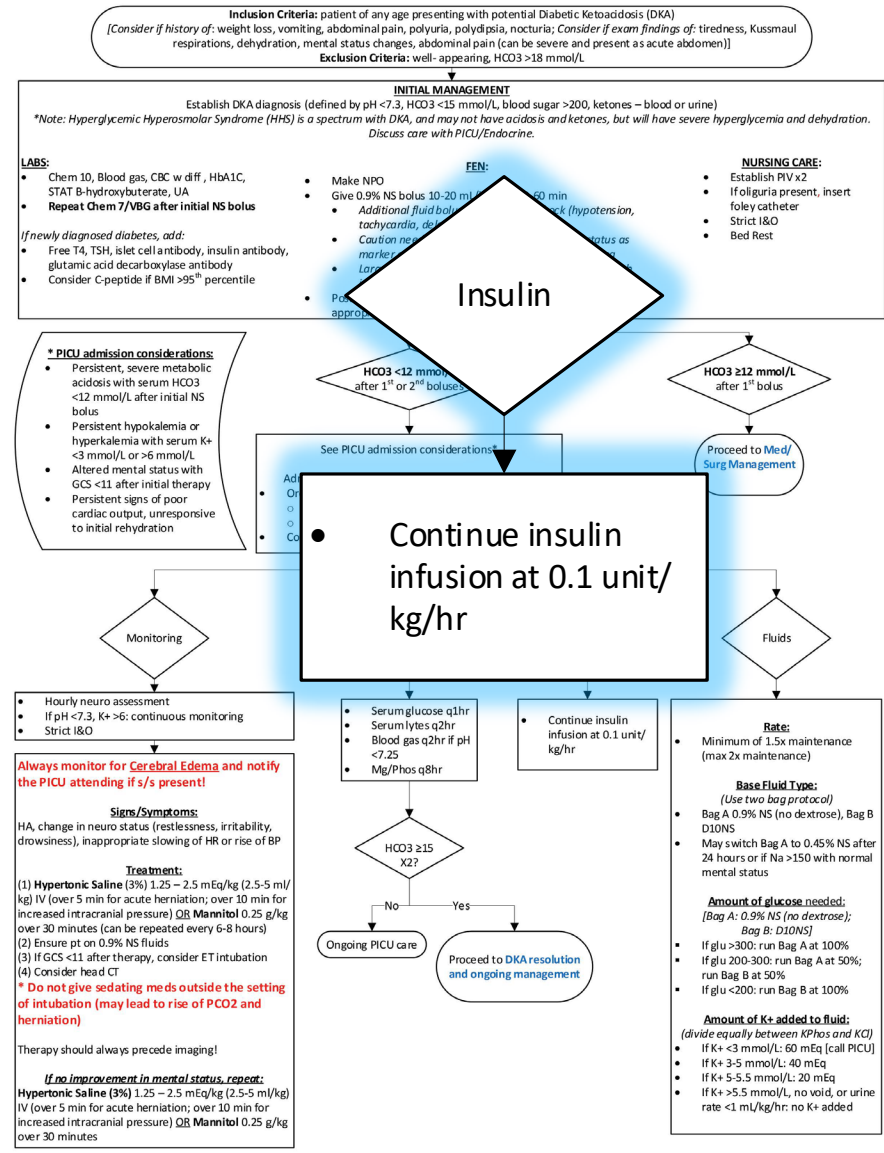 Inclusion Criteria: patient of any age presenting with potential Diabetic Ketoacidosis (DKA)
[Consider if history of: weight loss, vomiting, abdominal pain, polyuria, polydipsia, nocturia; Consider if exam findings of: tiredness, Kussmaul
respirations, dehydration, mental status changes, abdominal pain (can be severe and present as acute abdomen)]
Exclusion Criteria: well- appearing, HCO3 >18 mmol/L
INITIAL MANAGEMENT
Establish DKA diagnosis (defined by pH <7.3, HCO3 <15 mmol/L, blood sugar >200, ketones – blood or urine)
*Note: Hyperglycemic Hyperosmolar Syndrome (HHS) is a spectrum with DKA, and may not have acidosis and ketones, but will have severe hyperglycemia and dehydration.
Discuss care with PICU/Endocrine.
LABS:
• Chem 10, Blood gas, CBC w diff , HbA1C,
STAT B-hydroxybuterate, UA
• Repeat Chem 7/VBG after initial NS bolus
If newly diagnosed diabetes, add:
• Free T4, TSH, islet cell antibody, insulin antibody,
glutamic acid decarboxylase antibody
• Consider C-peptide if BMI >95th percentile
FEN:
• Make NPO
• Give 0.9% NS bolus 10-20 mL 60 min
• Additional fluid (hypotension,
tachycardia,
• Caution as
marker
•
•
NURSING CARE:
• Establish PIV x2
• If oliguria present, insert
foley catheter
• Strict I&O
• Bed Rest
Insulin
* PICU admission considerations:
• Persistent, severe metabolic
acidosis with serum HCO3
<12 mmol/L after initial NS
bolus
• Persistent hypokalemia or
hyperkalemia with serum K+
<3 mmol/L or >6 mmol/L
• Altered mental status with
GCS <11 after initial therapy
• Persistent signs of poor
cardiac output, unresponsive
to initial rehydration
HCO3 <12 mmol/
after 1st or 2nd boluses
HCO3 ≥12 mmol/L
after 1st bolus
See PICU admission considerations*
Proceed to Med/
Surg Management
• Continue insulin
infusion at 0.1 unit/
kg/hr
Monitoring
Fluids
• Hourly neuro assessment
• If pH <7.3, K+ >6: continuous monitoring
• Strict I&O
Always monitor for Cerebral Edema and notify
the PICU attending if s/s present!
Signs/Symptoms:
HA, change in neuro status (restlessness, irritability,
drowsiness), inappropriate slowing of HR or rise of BP
Treatment:
(1) Hypertonic Saline (3%) 1.25 – 2.5 mEq/kg (2.5-5 ml/
kg) IV (over 5 min for acute herniation; over 10 min for
increased intracranial pressure) OR Mannitol 0.25 g/kg
over 30 minutes (can be repeated every 6-8 hours)
(2) Ensure pt on 0.9% NS fluids
(3) If GCS <11 after therapy, consider ET intubation
(4) Consider head CT
* Do not give sedating meds outside the setting
of intubation (may lead to rise of PCO2 and
herniation)
Therapy should always precede imaging!
If no improvement in mental status, repeat:
Hypertonic Saline (3%) 1.25 – 2.5 mEq/kg (2.5-5 ml/kg)
IV (over 5 min for acute herniation; over 10 min for
increased intracranial pressure) OR Mannitol 0.25 g/kg
over 30 minutes
• Serum glucose q1hr
• Serum lytes q2hr
• Blood gas q2hr if pH
<7.25
• Mg/Phos q8hr
HCO3 ≥15
X2?
No
Yes
Ongoing PICU care
Proceed to DKA resolution
and ongoing management
• Continue insulin
infusion at 0.1 unit/
kg/hr
Rate:
• Minimum of 1.5x maintenance
(max 2x maintenance)
Base Fluid Type:
(Use two bag protocol)
• Bag A 0.9% NS (no dextrose), Bag B
D10NS
• May switch Bag A to 0.45% NS after
24 hours or if Na >150 with normal
mental status
Amount of glucose needed:
[Bag A: 0.9% NS (no dextrose);
Bag B: D10NS]
▪ If glu >300: run Bag A at 100%
▪ If glu 200-300: run Bag A at 50%;
run Bag B at 50%
▪ If glu <200: run Bag B at 100%
Amount of K+ added to fluid:
(divide equally between KPhos and KCl)
• If K+ <3 mmol/L: 60 mEq [call PICU]
• If K+ 3-5 mmol/L: 40 mEq
• If K+ 5-5.5 mmol/L: 20 mEq
• If K+ >5.5 mmol/L, no void, or urine
rate <1 mL/kg/hr: no K+ added